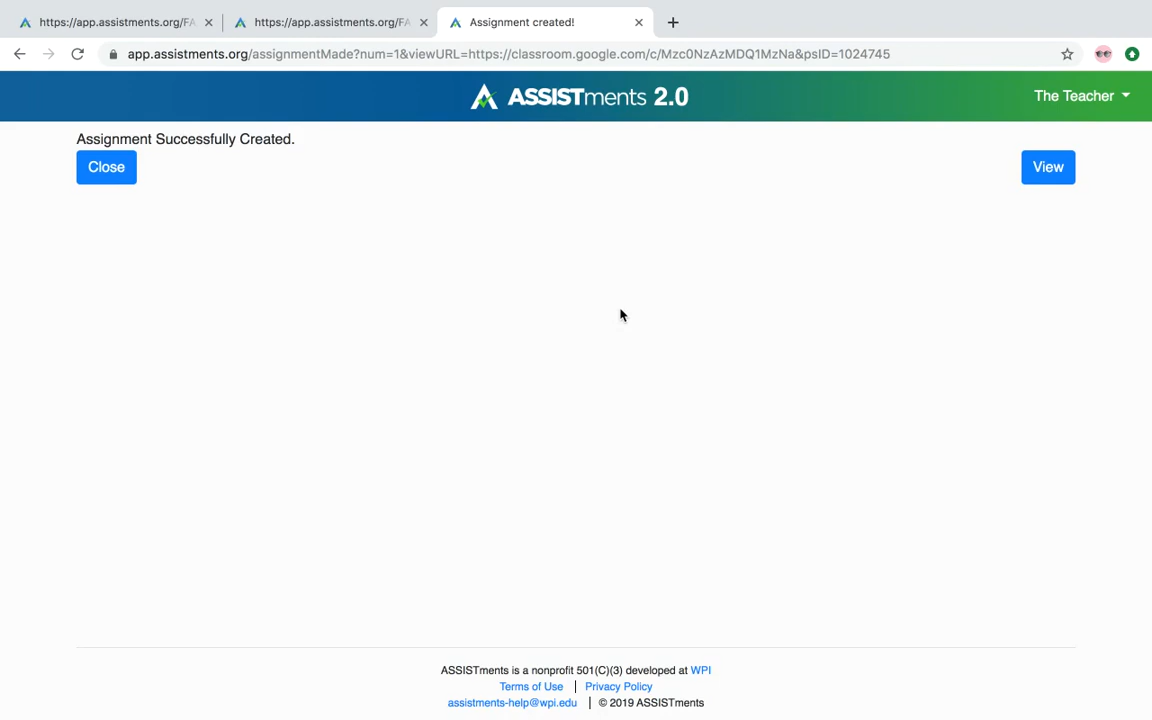 https://app.assistments.org/FA
https://app.assistments.org/FA
Assignment created!
app.assistments.org/assignmentMade?num=1&viewURL=https://classroom.google.com/c/Mzc0NzAzMDQ1MzNa&psID=1024745
ASSISTments 2.0
The Teacher
Assignment Successfully Created.
Close
View
ASSISTments is a nonprofit 501(C)(3) developed at WPI
Terms of Use | Privacy Policy
assistments-help@wpi.edu | © 2019 ASSISTments